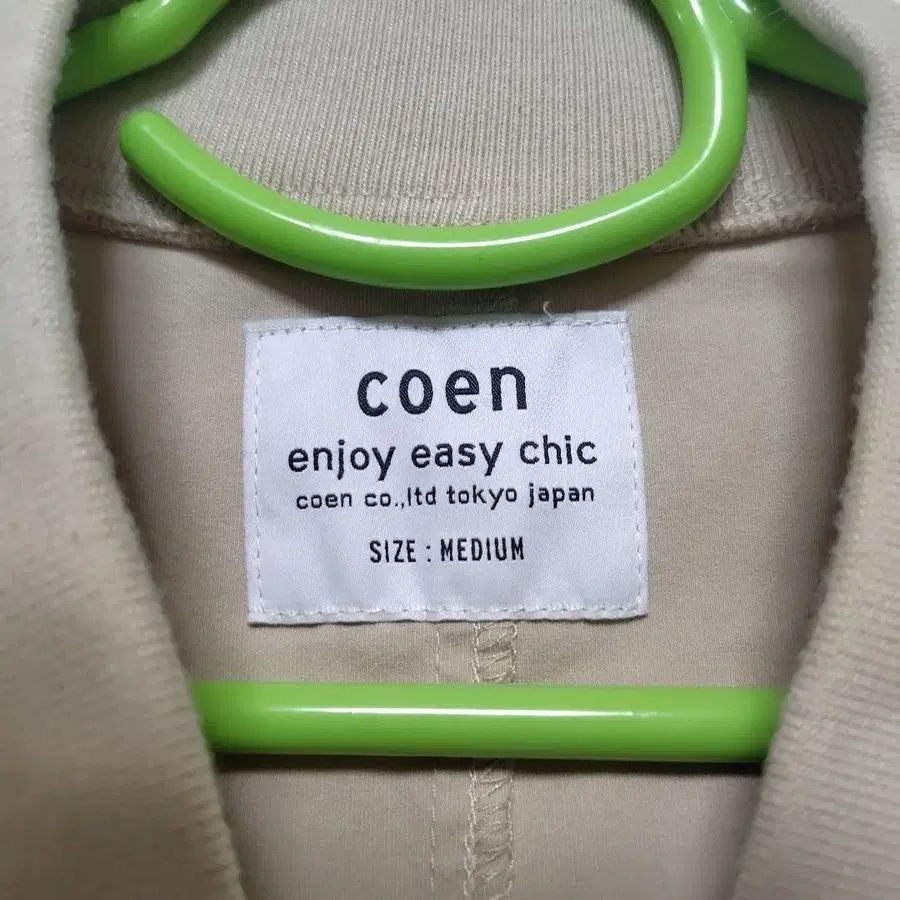 coen
enjoy easy chic
coen co.,ltd tokyo japan
SIZE : MEDIUM